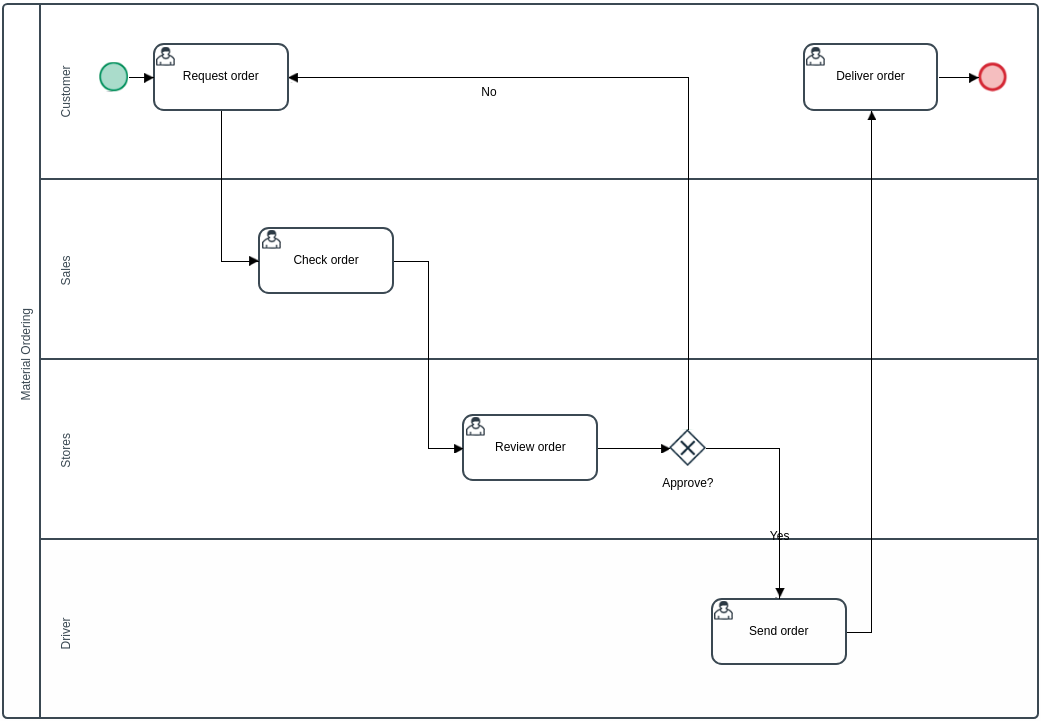 Material Ordering
Customer
Request order
No
Deliver order
Sales
Check order
Stores
Review order
Approve?
Yes
Driver
Send order